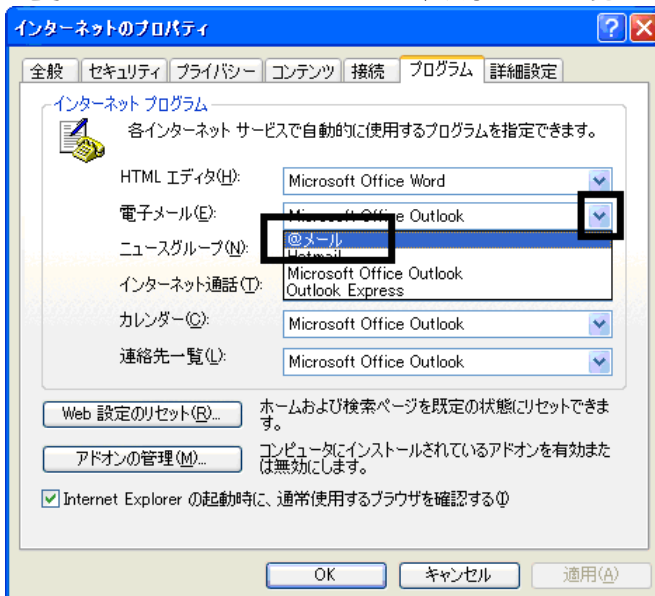 インターネットのプロパティ
全般 セキュリティ プライバシー コンテンツ 接続 プログラム 詳細設定
インターネット プログラム
各インターネット サービスで自動的に使用するプログラムを指定できます。
HTML エディタ(H): Microsoft Office Word
電子メール(E): Microsoft Office Outlook
@メール
ニュースグループ(N): Hotmail
Microsoft Office Outlook
インターネット通話(T): Outlook Express
カレンダー(C): Microsoft Office Outlook
連絡先一覧(L): Microsoft Office Outlook
Web 設定のリセット(R)... ホームおよび検索ページを既定の状態にリセットできま
す。
アドオンの管理(M)... コンピュータにインストールされているアドオンを有効また
は無効にします。
Internet Explorer の起動時に、通常使用するブラウザを確認する(I)
OK キャンセル 適用(A)